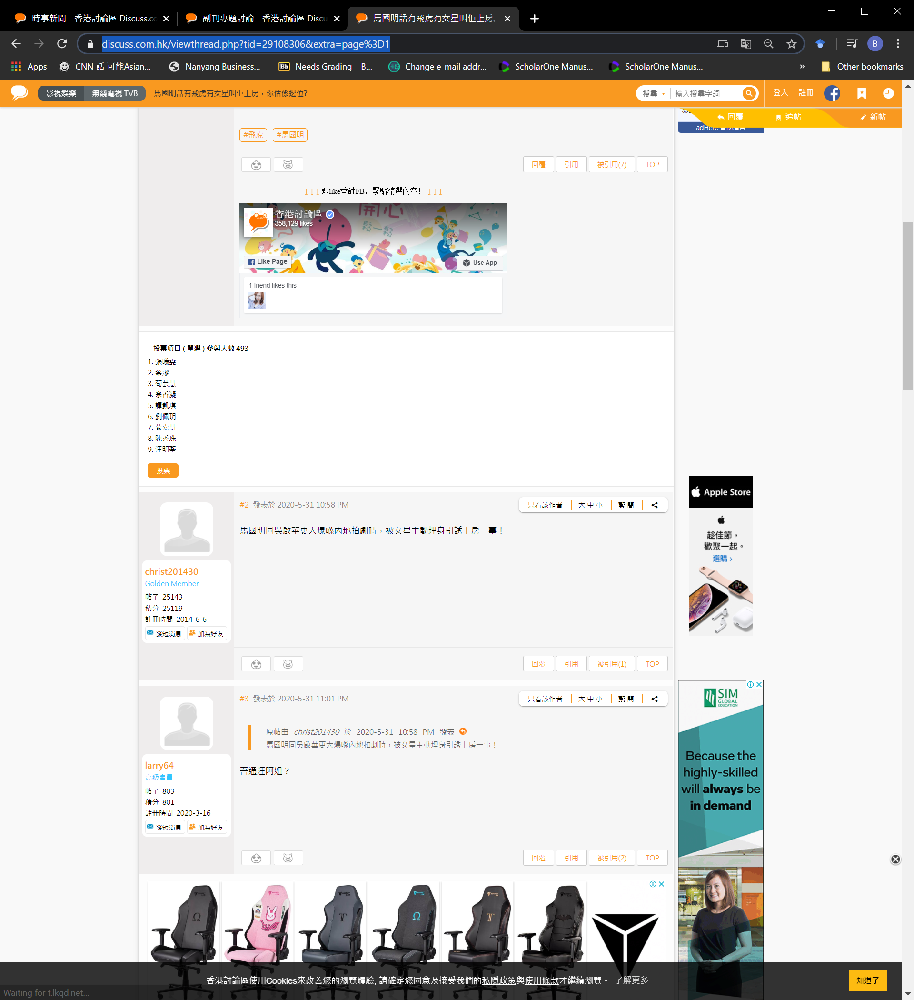 時事新聞 - 香港討論區 Discuss.cc
副刊專題討論 - 香港討論區 Discu
馬國明話有飛虎有女星叫佢上房,
discuss.com.hk/viewthread.php?tid=29108306&extra=page%3D1
B
Apps
CNN 話 可能Asian...
Nanyang Business...
Bb Needs Grading – B...
Change e-mail addr...
ScholarOne Manus...
ScholarOne Manus...
»
Other bookmarks
影視娛樂
無綫電視 TVB
馬國明話有飛虎有女星叫佢上房，你估係邊位?
搜尋
輸入搜尋字詞
登入
註冊
回覆
追帖
新帖
#飛虎
#馬國明
回覆
引用
被引用(7)
TOP
↓↓↓即like香討FB，緊貼精選內容！↓↓↓
開心
香港討論區
358,129 likes
Like Page
Use App
1 friend likes this
投票項目 ( 單選 ) 參與人數 493
1. 張曦雯
2. 蔡潔
3. 苟芸慧
4. 佘香凝
5. 譚凱琪
6. 劉佩玥
7. 蒙嘉慧
8. 陳秀珠
9. 汪明荃
投票
#2 發表於 2020-5-31 10:58 PM
只看該作者
大 中 小
繁 簡
馬國明同吳啟華更大爆喺內地拍劇時，被女星主動埋身引誘上房一事！
christ201430
Golden Member
帖子 25143
積分 25119
註冊時間 2014-6-6
發短消息
加為好友
回覆
引用
被引用(1)
TOP
#3 發表於 2020-5-31 11:01 PM
只看該作者
大 中 小
繁 簡
原帖由 christ201430 於 2020-5-31 10:58 PM 發表
馬國明同吳啟華更大爆喺內地拍劇時，被女星主動埋身引誘上房一事！
吾通汪阿姐？
larry64
高級會員
帖子 803
積分 801
註冊時間 2020-3-16
發短消息
加為好友
回覆
引用
被引用(2)
TOP
Apple Store
趁佳節，
歡聚一起。
選購 ›
SIM
GLOBAL
EDUCATION
Because the
highly-skilled
will always be
in demand
香港討論區使用Cookies來改善您的瀏覽體驗, 請確定您同意及接受我們的私隱政策與使用條款才繼續瀏覽。 了解更多
知道了
Waiting for t.lkqd.net...